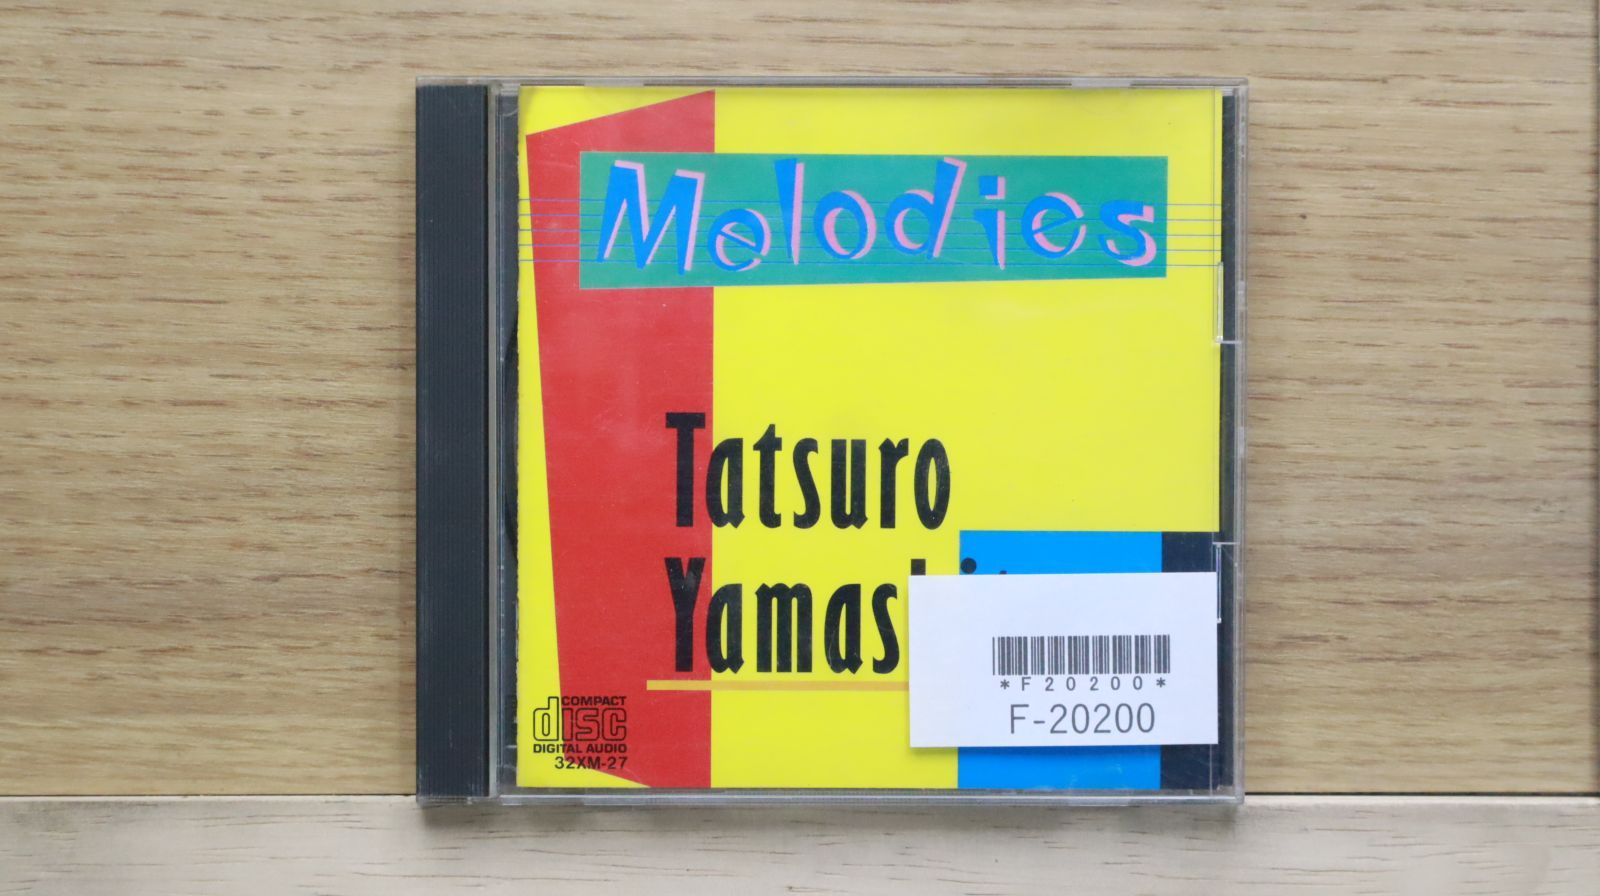 Melodies
Tatsuro
Yamas
COMPACT
disc
DIGITAL AUDIO
32XM-27
*F20200*
F-20200